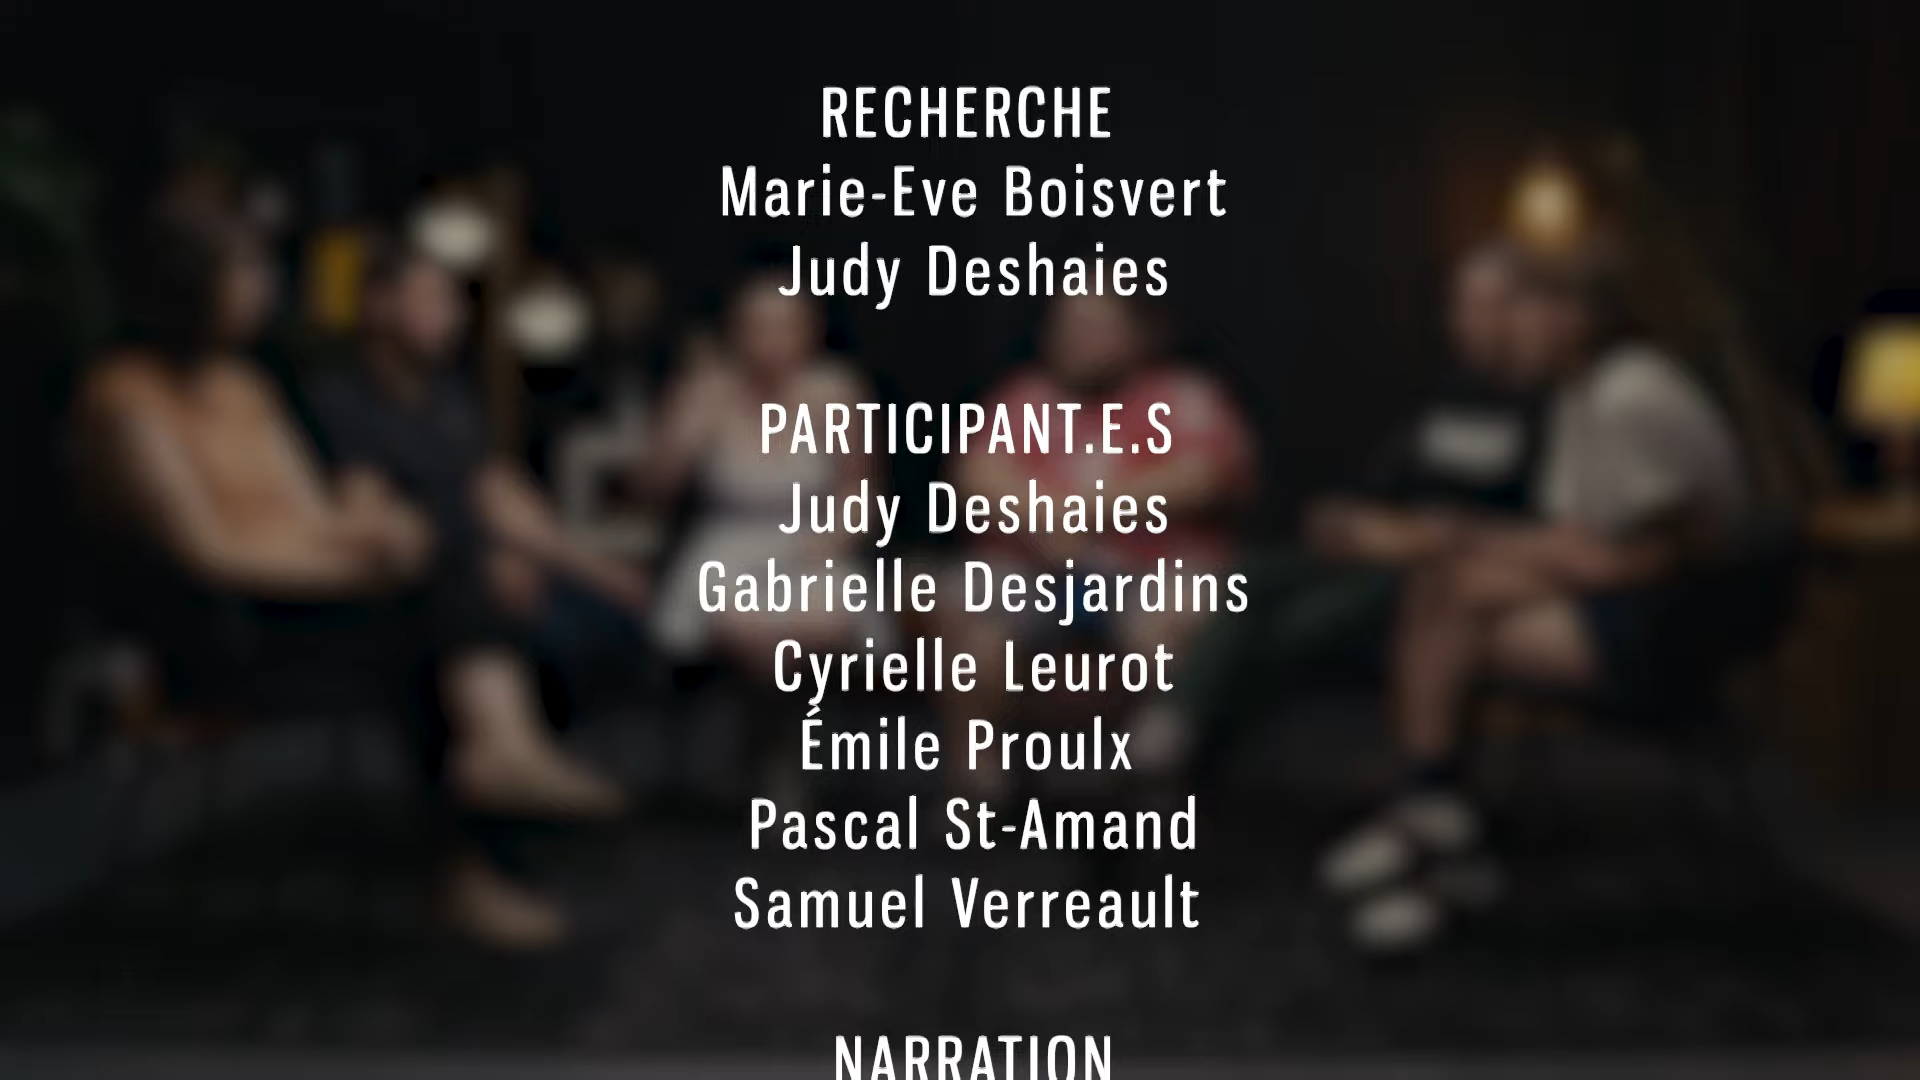 RECHERCHE
Marie-Eve Boisvert
Judy Deshaies
PARTICIPANT.E.S
Judy Deshaies
Gabrielle Desjardins
Cyrielle Leurot
Émile Proulx
Pascal St-Amand
Samuel Verreault
NARRATION